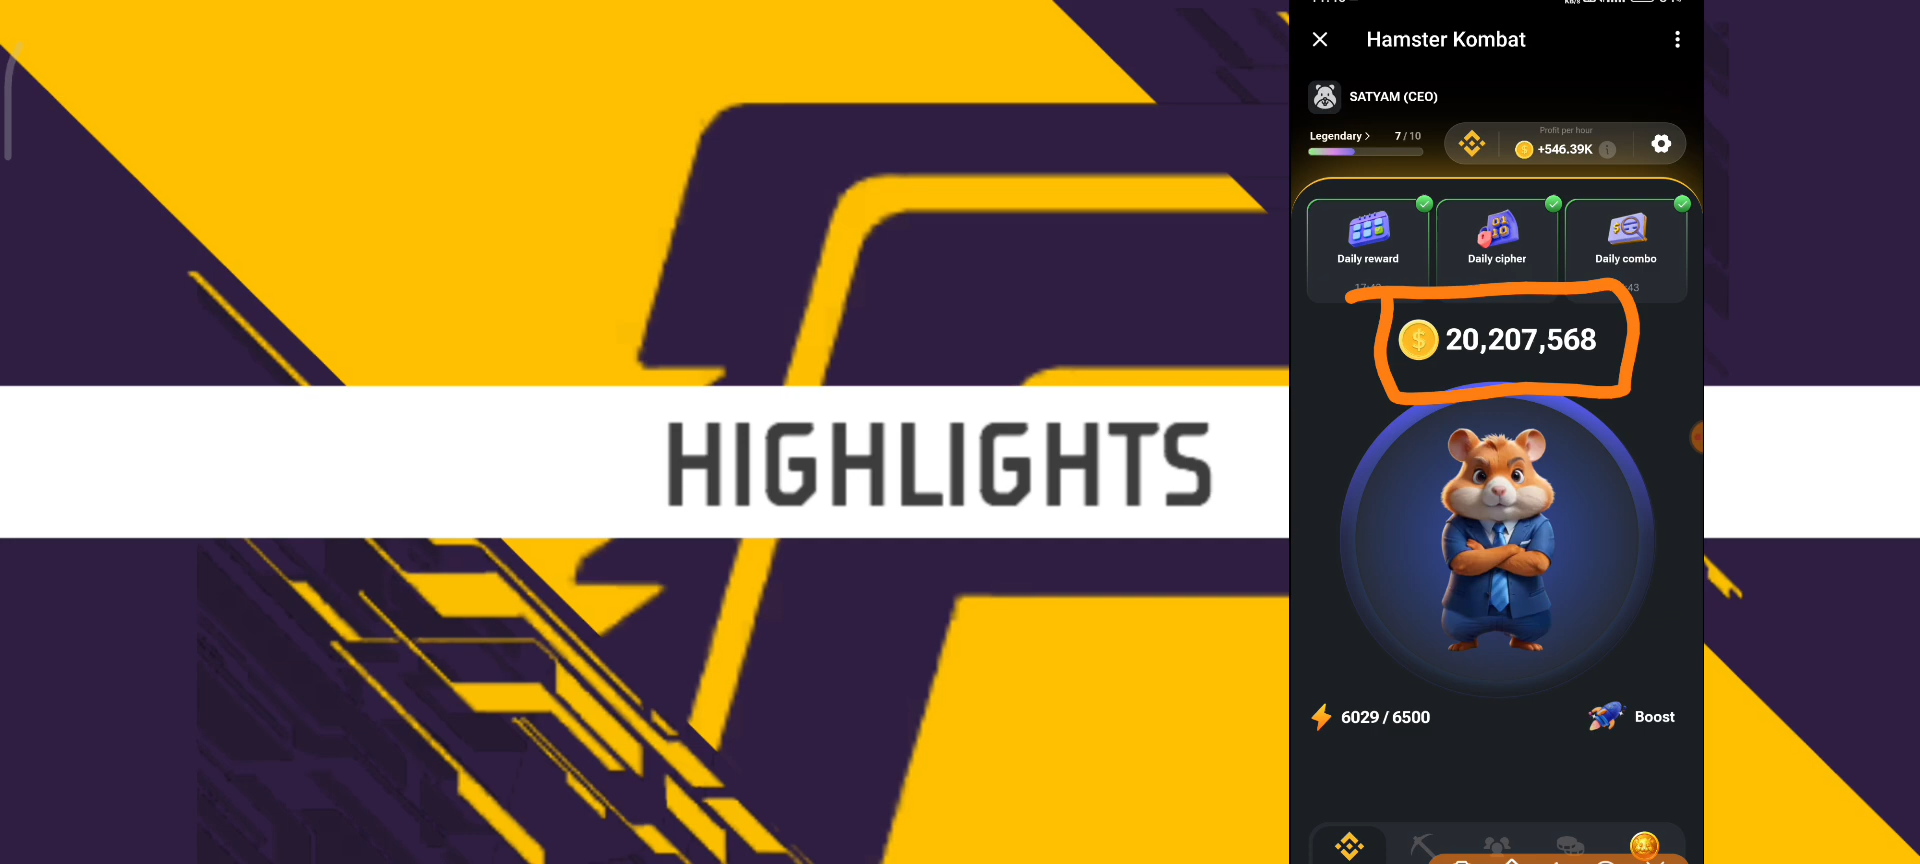 HIGHLIGHTS
Hamster Kombat
SATYAM (CEO)
Legendary > 7 / 10
Profit per hour
+546.39K
Daily reward
Daily cipher
Daily combo
20,207,568
6029 / 6500
Boost